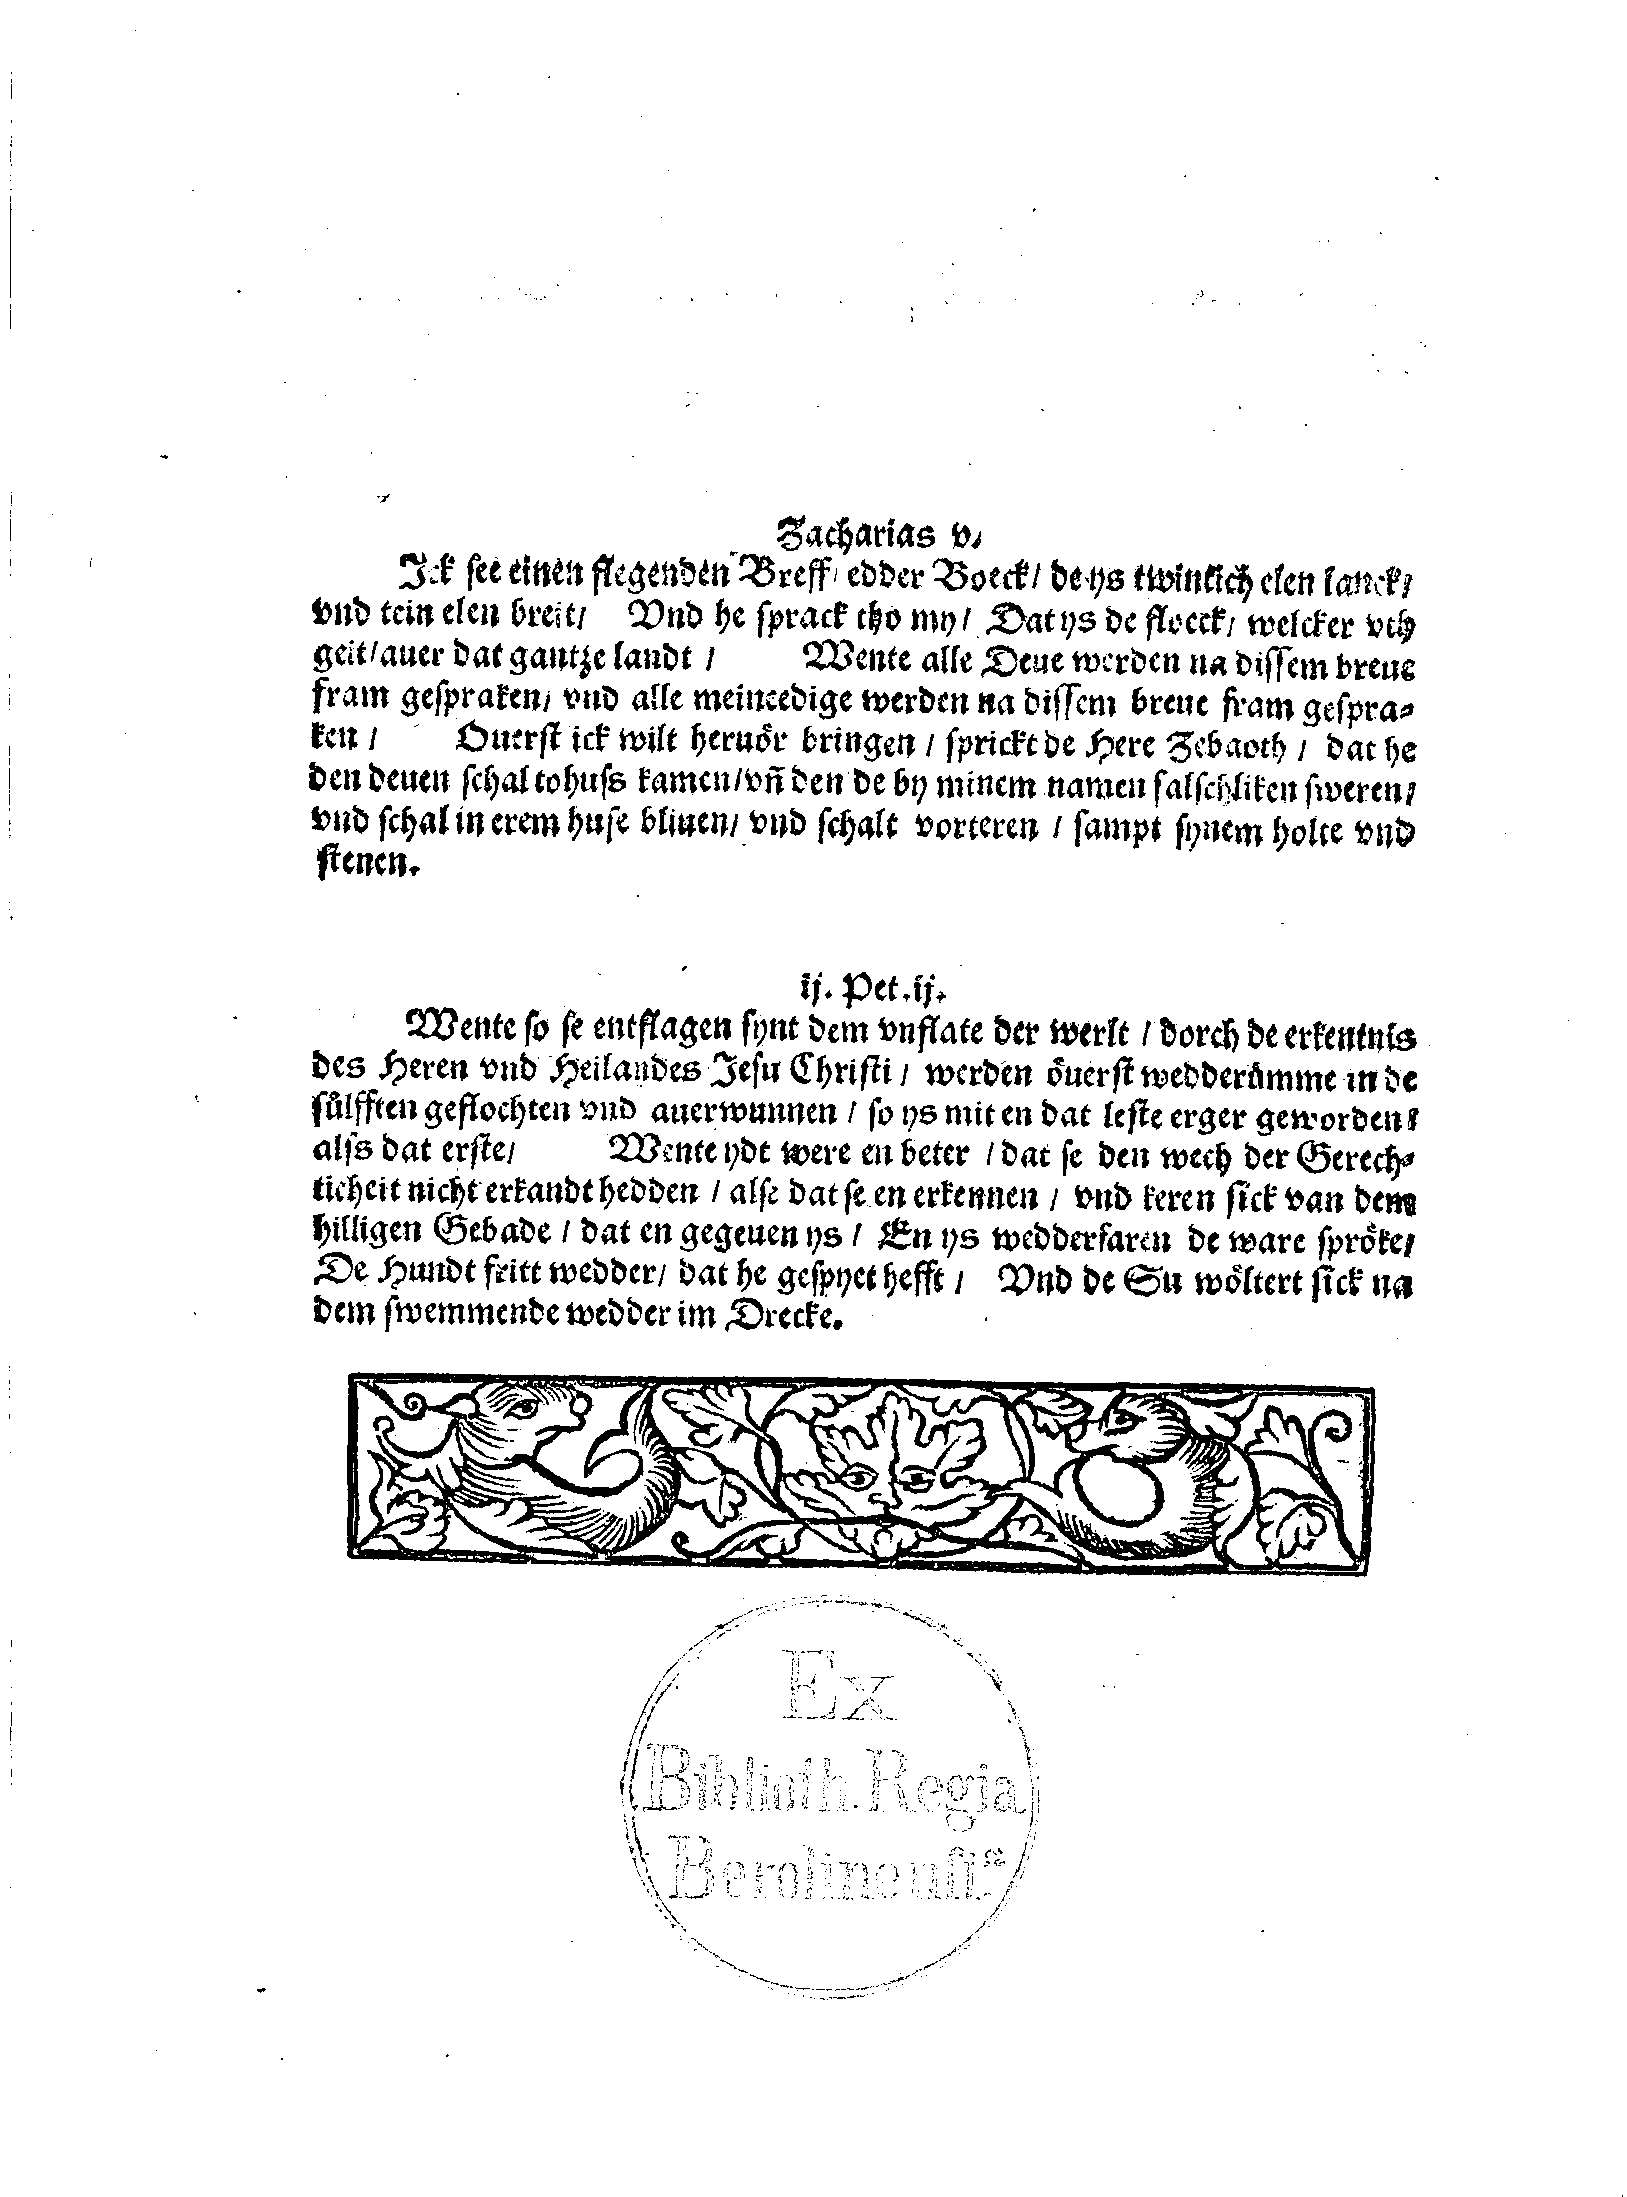 Zacharias v,
Ick see einen flegenden Breff/ edder Boeck/ de ys twintich elen lanck/
vnd tein elen breit/ Vnd he sprack tho my/ Dat ys de floeck/ welcker vth
geit/auer dat gantze landt / Wente alle Deue werden na dissem breue
fram gespraken/ vnd alle meineedige werden na dissem breue fram gespra⸗
ken / Ouerst ick wilt heruör bringen / sprickt de Here Zebaoth / dat he
den deuen schal tohuss kamen/vñ den de by minem namen falschliken sweren/
vnd schal in erem huse bliuen/ vnd schalt vorteren / sampt synem holte vnd
stenen.
ij. Pet.ij.
Wente so se entflagen synt dem vnflate der werlt / dorch de erkentnis
des Heren vnd Heilandes Jesu Christi / werden öuerst wedderümme in de
sülfften geflochten vnd auerwunnen / so ys mit en dat leste erger geworden/
alss dat erste/ Wente ydt were en beter / dat se den wech der Gerech⸗
ticheit nicht erkandt hedden / alse dat se en erkennen / vnd keren sick van dem
hilligen Gebade / dat en gegeuen ys / En ys wedderfaren de ware spröke/
De Hundt fritt wedder/ dat he gespyet hefft / Vnd de Su wöltert sick na
dem swemmende wedder im Drecke.
Ex
Biblioth. Regia
Berolinensi.